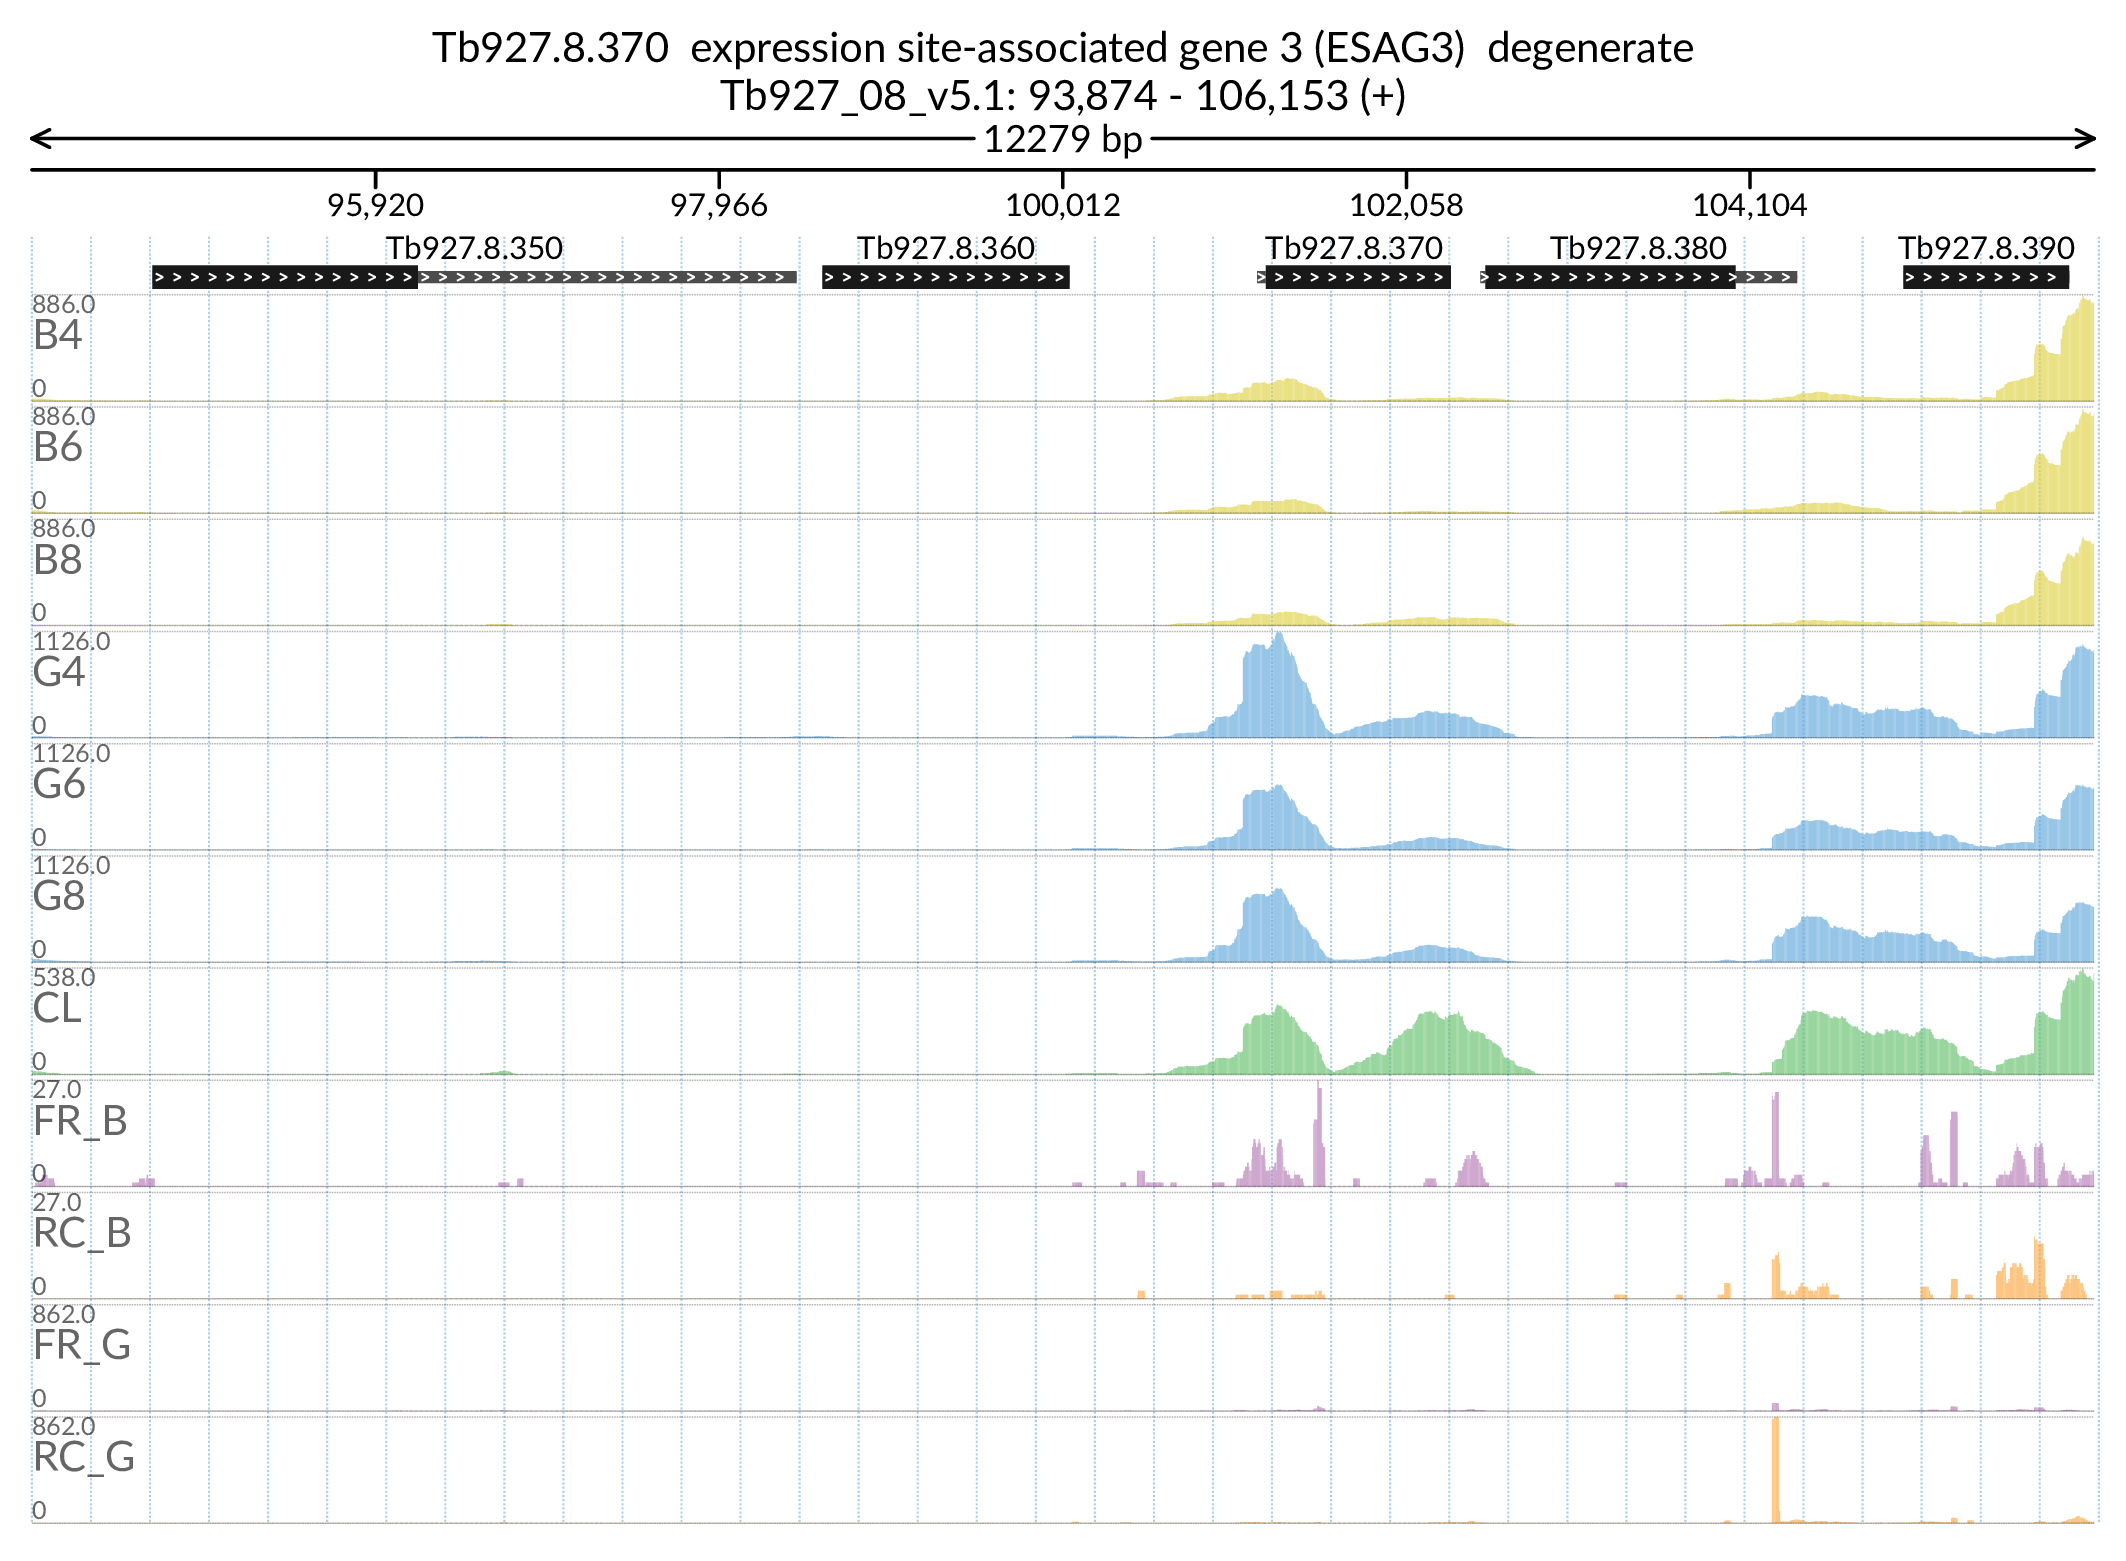 Tb927.8.370  expression site-associated gene 3 (ESAG3)  degenerate
Tb927_08_v5.1: 93,874 - 106,153 (+)
12279 bp
95,920 97,966 100,012 102,058 104,104
Tb927.8.350 Tb927.8.360 Tb927.8.370 Tb927.8.380 Tb927.8.390
886.0
B4
0
886.0
B6
0
886.0
B8
0
1126.0
G4
0
1126.0
G6
0
1126.0
G8
0
538.0
CL
0
27.0
FR_B
0
27.0
RC_B
0
862.0
FR_G
0
862.0
RC_G
0